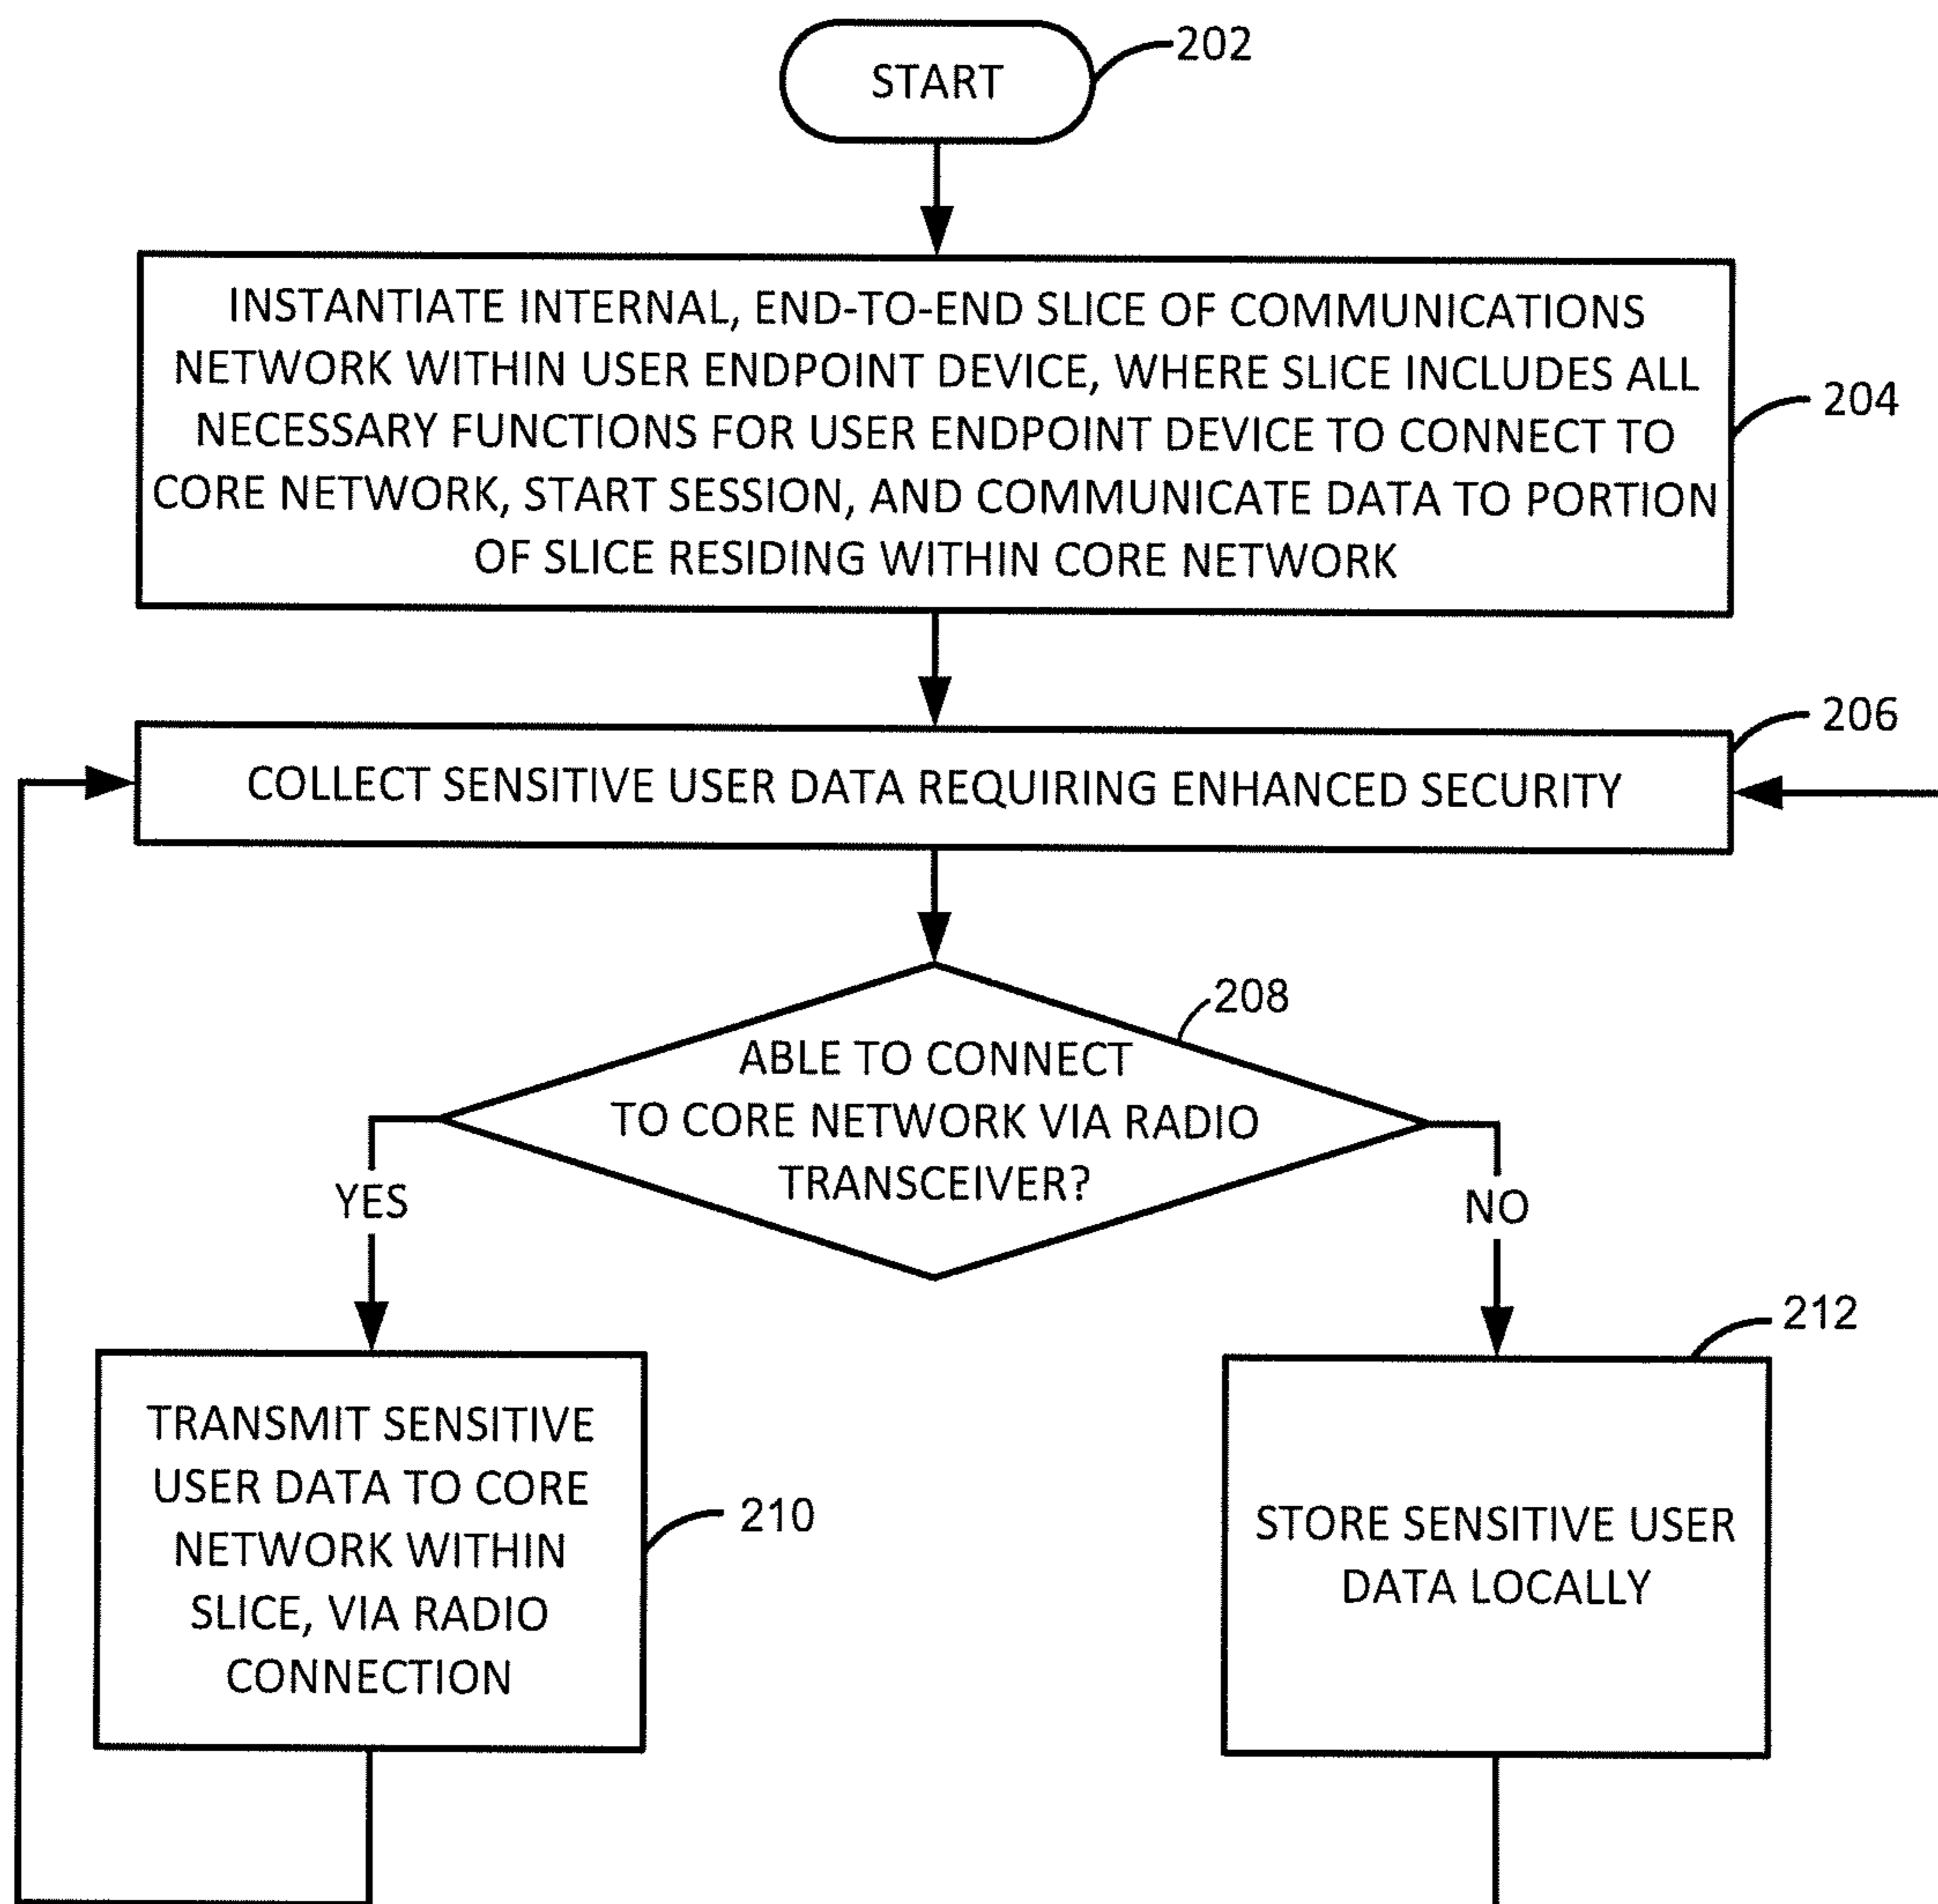 START
202
INSTANTIATE INTERNAL, END-TO-END SLICE OF COMMUNICATIONS
NETWORK WITHIN USER ENDPOINT DEVICE, WHERE SLICE INCLUDES ALL
NECESSARY FUNCTIONS FOR USER ENDPOINT DEVICE TO CONNECT TO
CORE NETWORK, START SESSION, AND COMMUNICATE DATA TO PORTION
OF SLICE RESIDING WITHIN CORE NETWORK
204
206
COLLECT SENSITIVE USER DATA REQUIRING ENHANCED SECURITY
208
ABLE TO CONNECT
TO CORE NETWORK VIA RADIO
TRANSCEIVER?
YES
NO
212
TRANSMIT SENSITIVE
USER DATA TO CORE
NETWORK WITHIN
SLICE, VIA RADIO
CONNECTION
210
STORE SENSITIVE USER
DATA LOCALLY